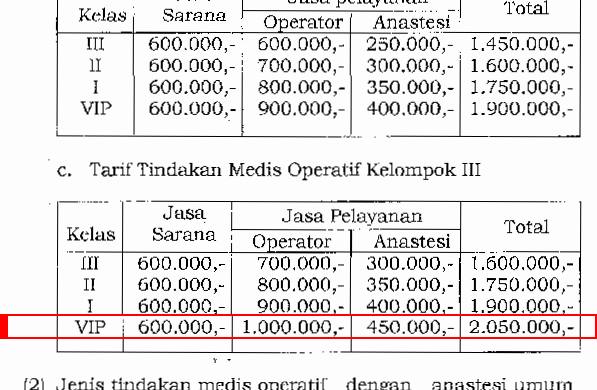 Jasa pelayanan
Kelas Sarana Total
Operator Anastesi
III 600.000,- 600.000,- 250.000,- 1.450.000,-
II 600.000,- 700.000,- 300.000,- 1.600.000,-
I 600.000,- 800.000,- 350.000,- 1.750.000,-
VIP 600.000,- 900.000,- 400.000,- 1.900.000,-
c. Tarif Tindakan Medis Operatif Kelompok III
Jasa Jasa Pelayanan
Kelas Sarana Total
Operator Anastesi
III 600.000,- 700.000,- 300.000,- 1.600.000,-
II 600.000,- 800.000,- 350.000,- 1.750.000,-
I 600.000,- 900.000,- 400.000,- 1.900.000,-
VIP 600.000,- 1.000.000,- 450.000,- 2.050.000,-
(2) Jenis tindakan medis operatif dengan anastesi umum